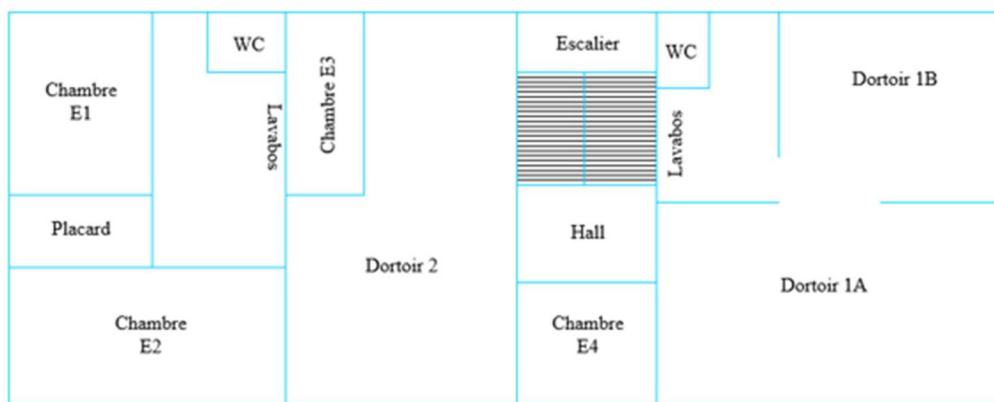 WC
Escalier
WC
Chambre
E1
Chambre E3
Dortoir 1B
Lavabos
Lavabos
Placard
Hall
Dortoir 2
Dortoir 1A
Chambre
E2
Chambre
E4